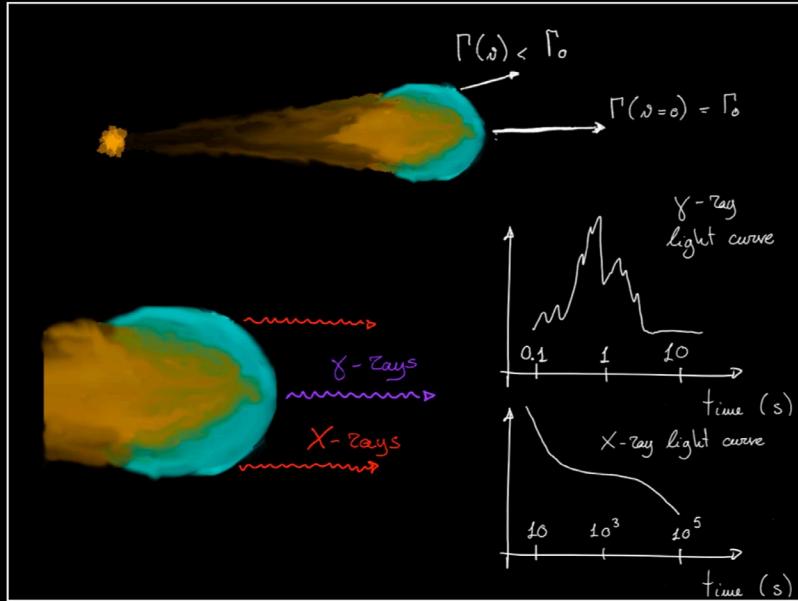 Γ(ϑ) < Γ₀
Γ(ϑ=0) = Γ₀
γ-ray
light curve
0.1 1 10
time (s)
γ-rays
X-rays
X-ray light curve
10 10³ 10⁵
time (s)